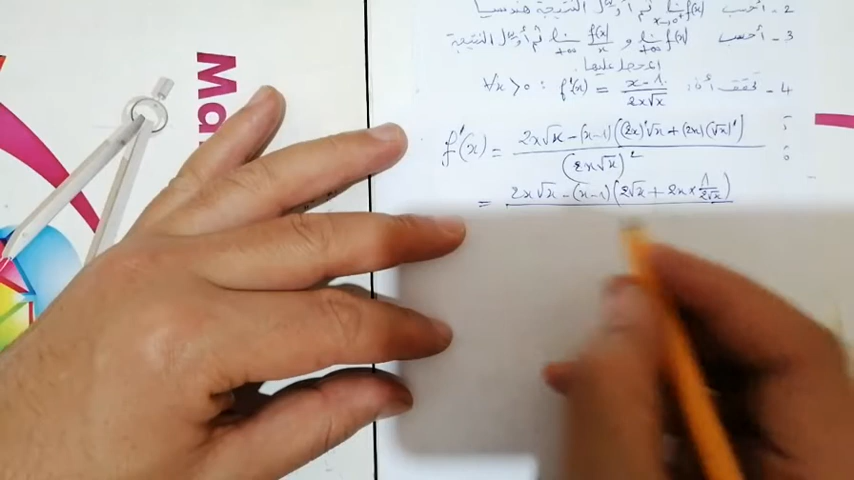 2 - أحسب lim f(x) x→0⁺ ثم أول النتيجة هندسيا
3 - أحسب lim f(x) +∞ و lim f(x)/x +∞ ثم أول النتيجة
المحصل عليها.
4 - تحقق أن: ∀x>0 : f'(x) = x-1 / 2x√x
f'(x) = 2x√x - (x-1)((2x)'√x + (2x)(√x)') / (2x√x)²
= 2x√x - (x-1)(2√x + 2x × 1/2√x)
Ma